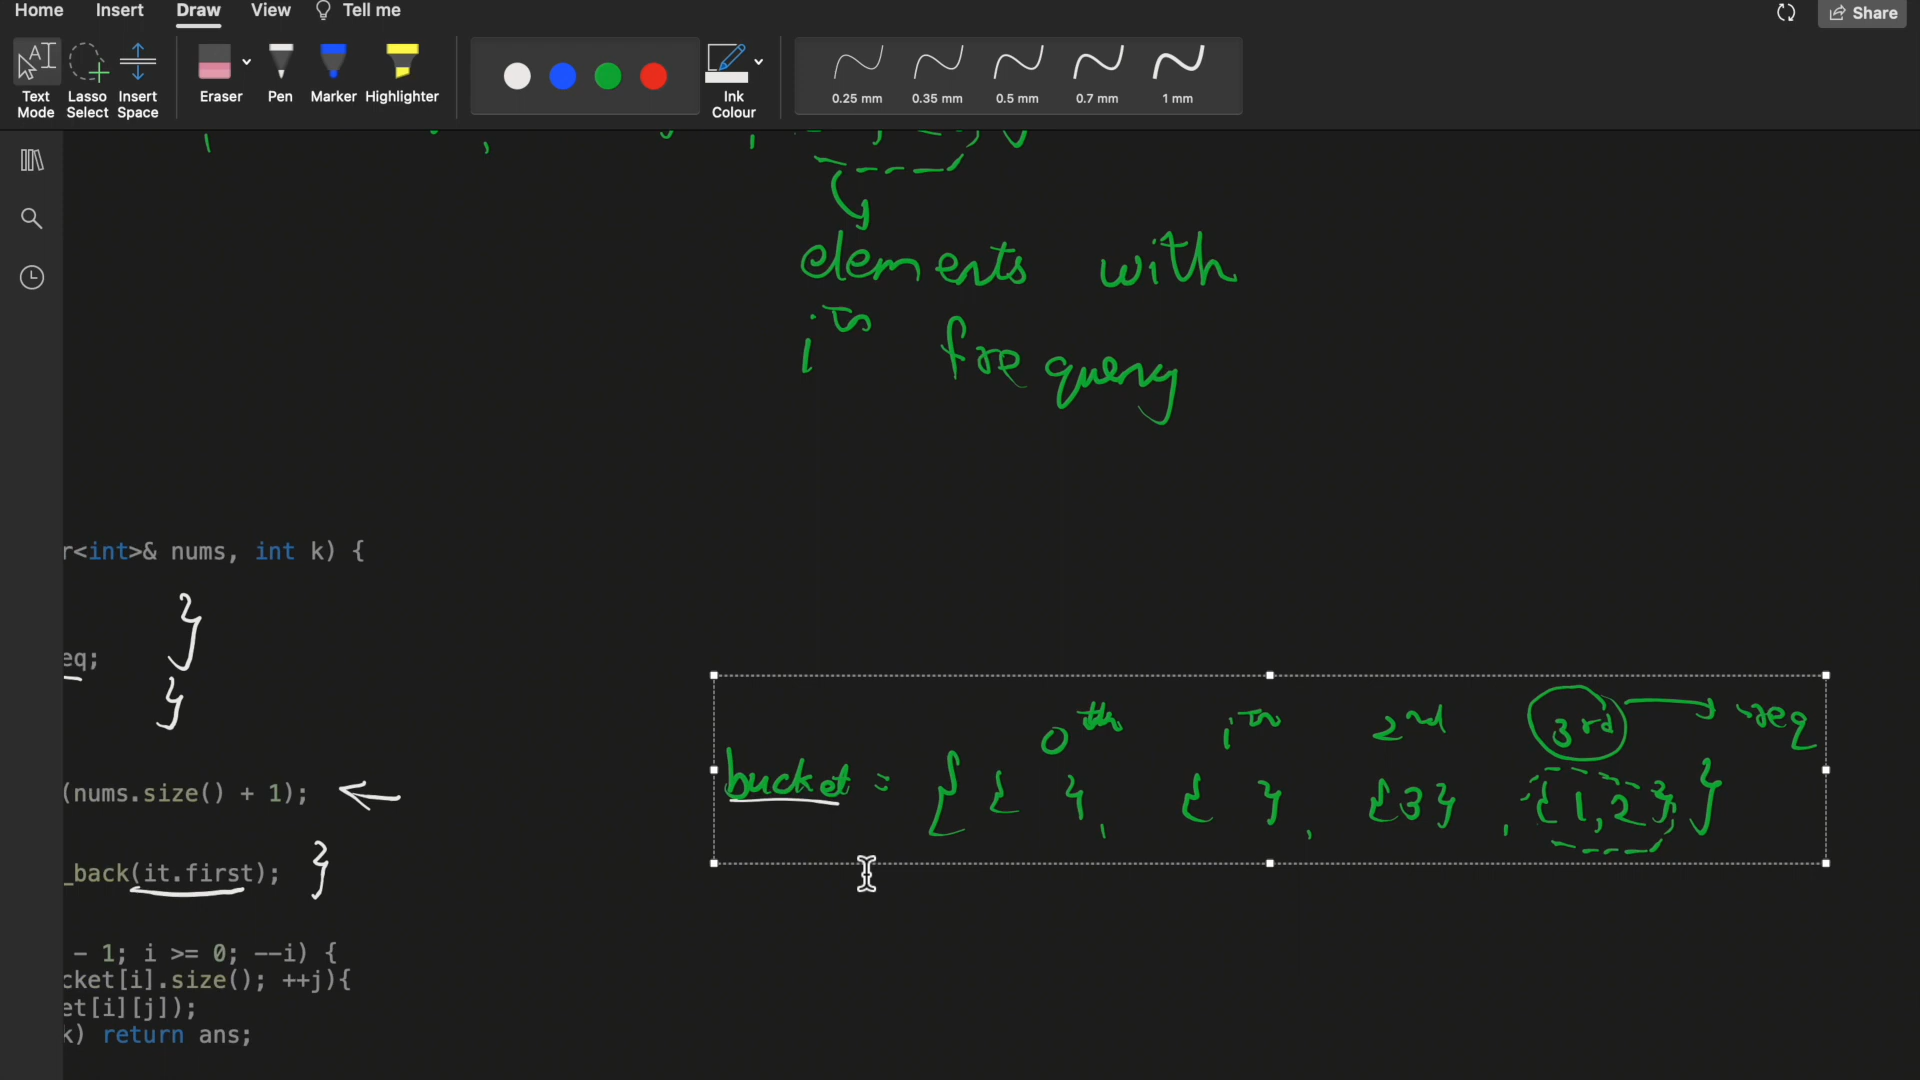 Home Insert Draw View Tell me Share
Text Mode Lasso Select Insert Space Eraser Pen Marker Highlighter Ink Colour 0.25 mm 0.35 mm 0.5 mm 0.7 mm 1 mm
elements with
ith frequency
r<int>& nums, int k) {
}
eq;
}
0th 1th 2nd 3rd
bucket = { { }, { }, {3}, {1,2} }
(nums.size() + 1);
_back(it.first); }
- 1; i >= 0; --i) {
cket[i].size(); ++j){
et[i][j]);
k) return ans;